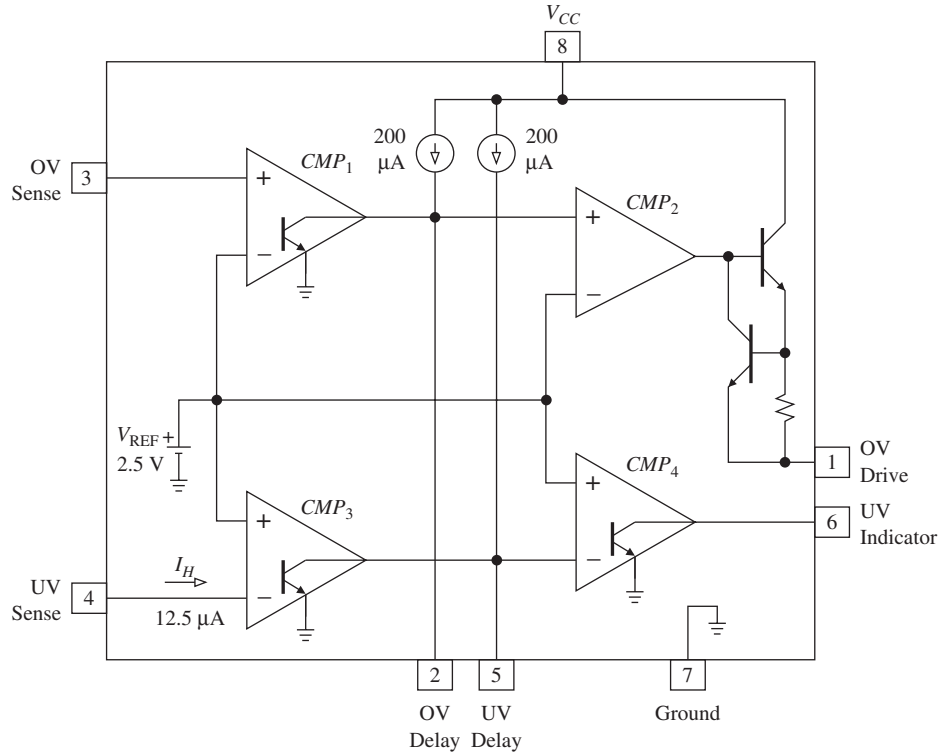 V_CC
8
200
µA
200
µA
OV
Sense
3
CMP_1
+
−
CMP_2
+
−
V_REF +
2.5 V
CMP_3
+
−
CMP_4
+
−
1
OV
Drive
6
UV
Indicator
UV
Sense
4
I_H
12.5 µA
2
5
7
OV
Delay
UV
Delay
Ground